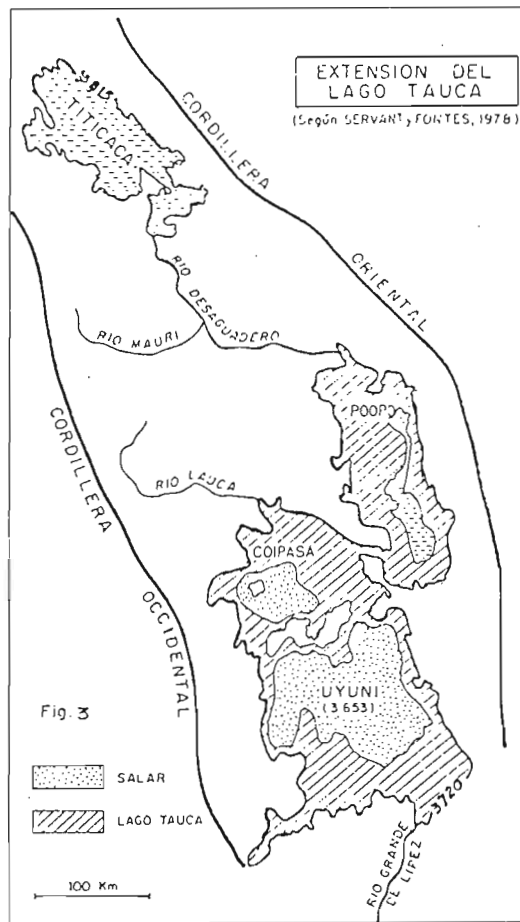 EXTENSION DEL
LAGO TAUCA
(Según SERVANT y FONTES, 1978)
3815
TITICACA
CORDILLERA
ORIENTAL
RIO DESAGUADERO
RIO MAURI
POOPO
CORDILLERA
OCCIDENTAL
RIO LAUCA
COIPASA
UYUNI
(3653)
Fig. 3
SALAR
LAGO TAUCA
3720
RIO GRANDE
DE LIPEZ
100 Km